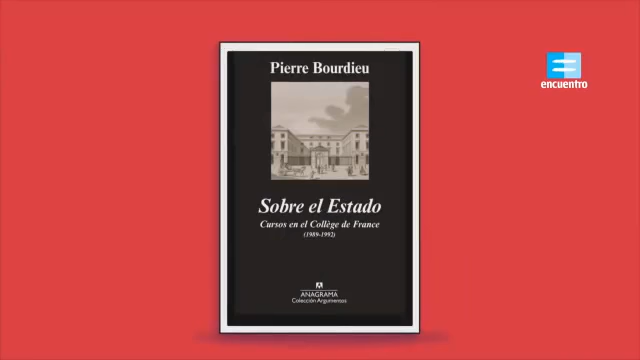 Pierre Bourdieu
encuentro
Sobre el Estado
Cursos en el Collège de France
(1989-1992)
ANAGRAMA
Colección Argumentos